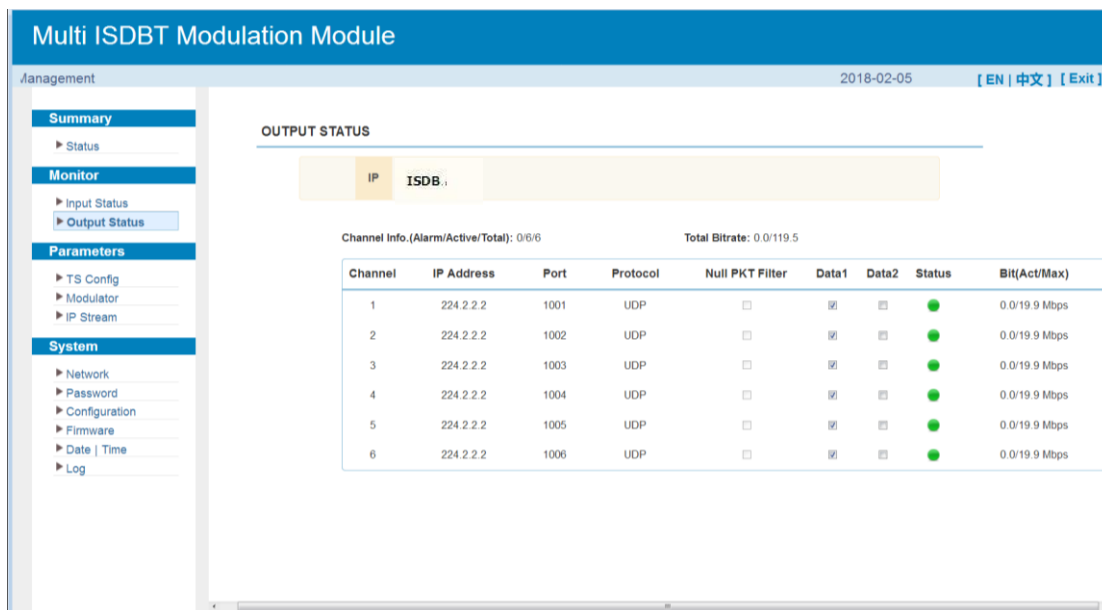 Multi ISDBT Modulation Module
Management 2018-02-05 [ EN | 中文 ] [ Exit ]
Summary
Status
Monitor
Input Status
Output Status
Parameters
TS Config
Modulator
IP Stream
System
Network
Password
Configuration
Firmware
Date | Time
Log
OUTPUT STATUS
IP ISDB
Channel Info.(Alarm/Active/Total): 0/6/6 Total Bitrate: 0.0/119.5
Channel IP Address Port Protocol Null PKT Filter Data1 Data2 Status Bit(Act/Max)
1 224.2.2.2 1001 UDP 0.0/19.9 Mbps
2 224.2.2.2 1002 UDP 0.0/19.9 Mbps
3 224.2.2.2 1003 UDP 0.0/19.9 Mbps
4 224.2.2.2 1004 UDP 0.0/19.9 Mbps
5 224.2.2.2 1005 UDP 0.0/19.9 Mbps
6 224.2.2.2 1006 UDP 0.0/19.9 Mbps